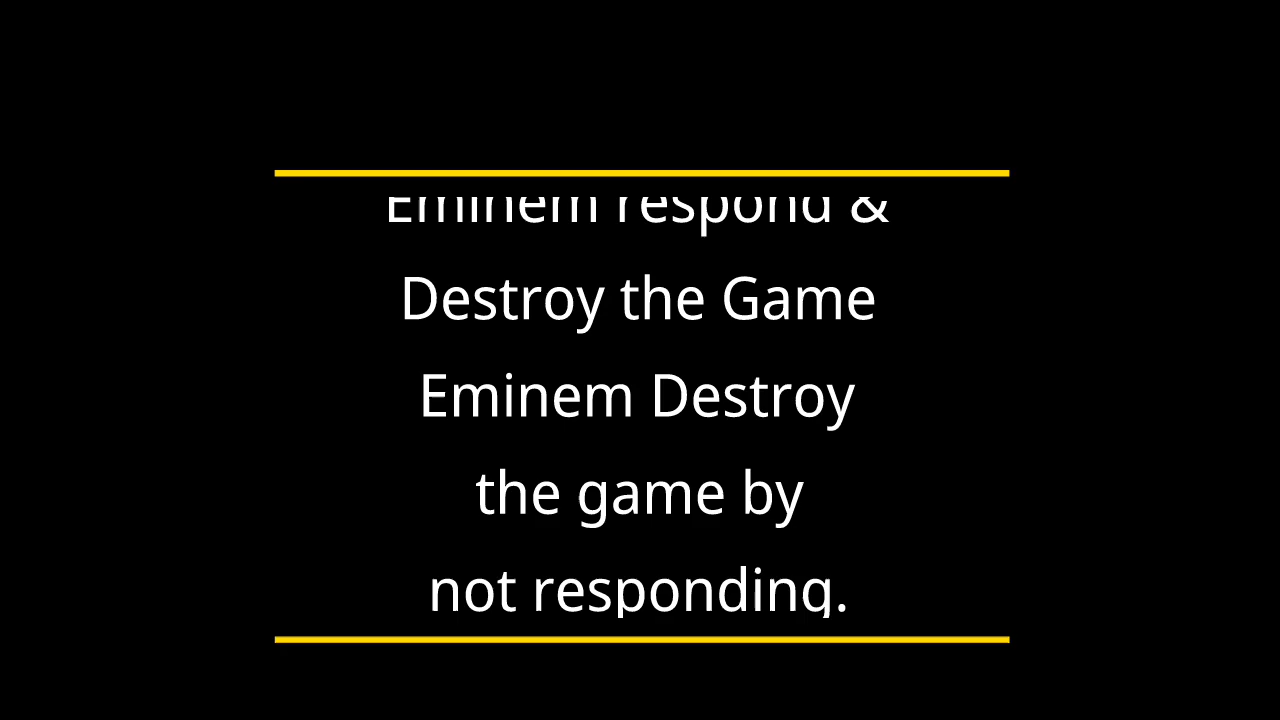 Eminem respond &
Destroy the Game
Eminem Destroy
the game by
not responding.